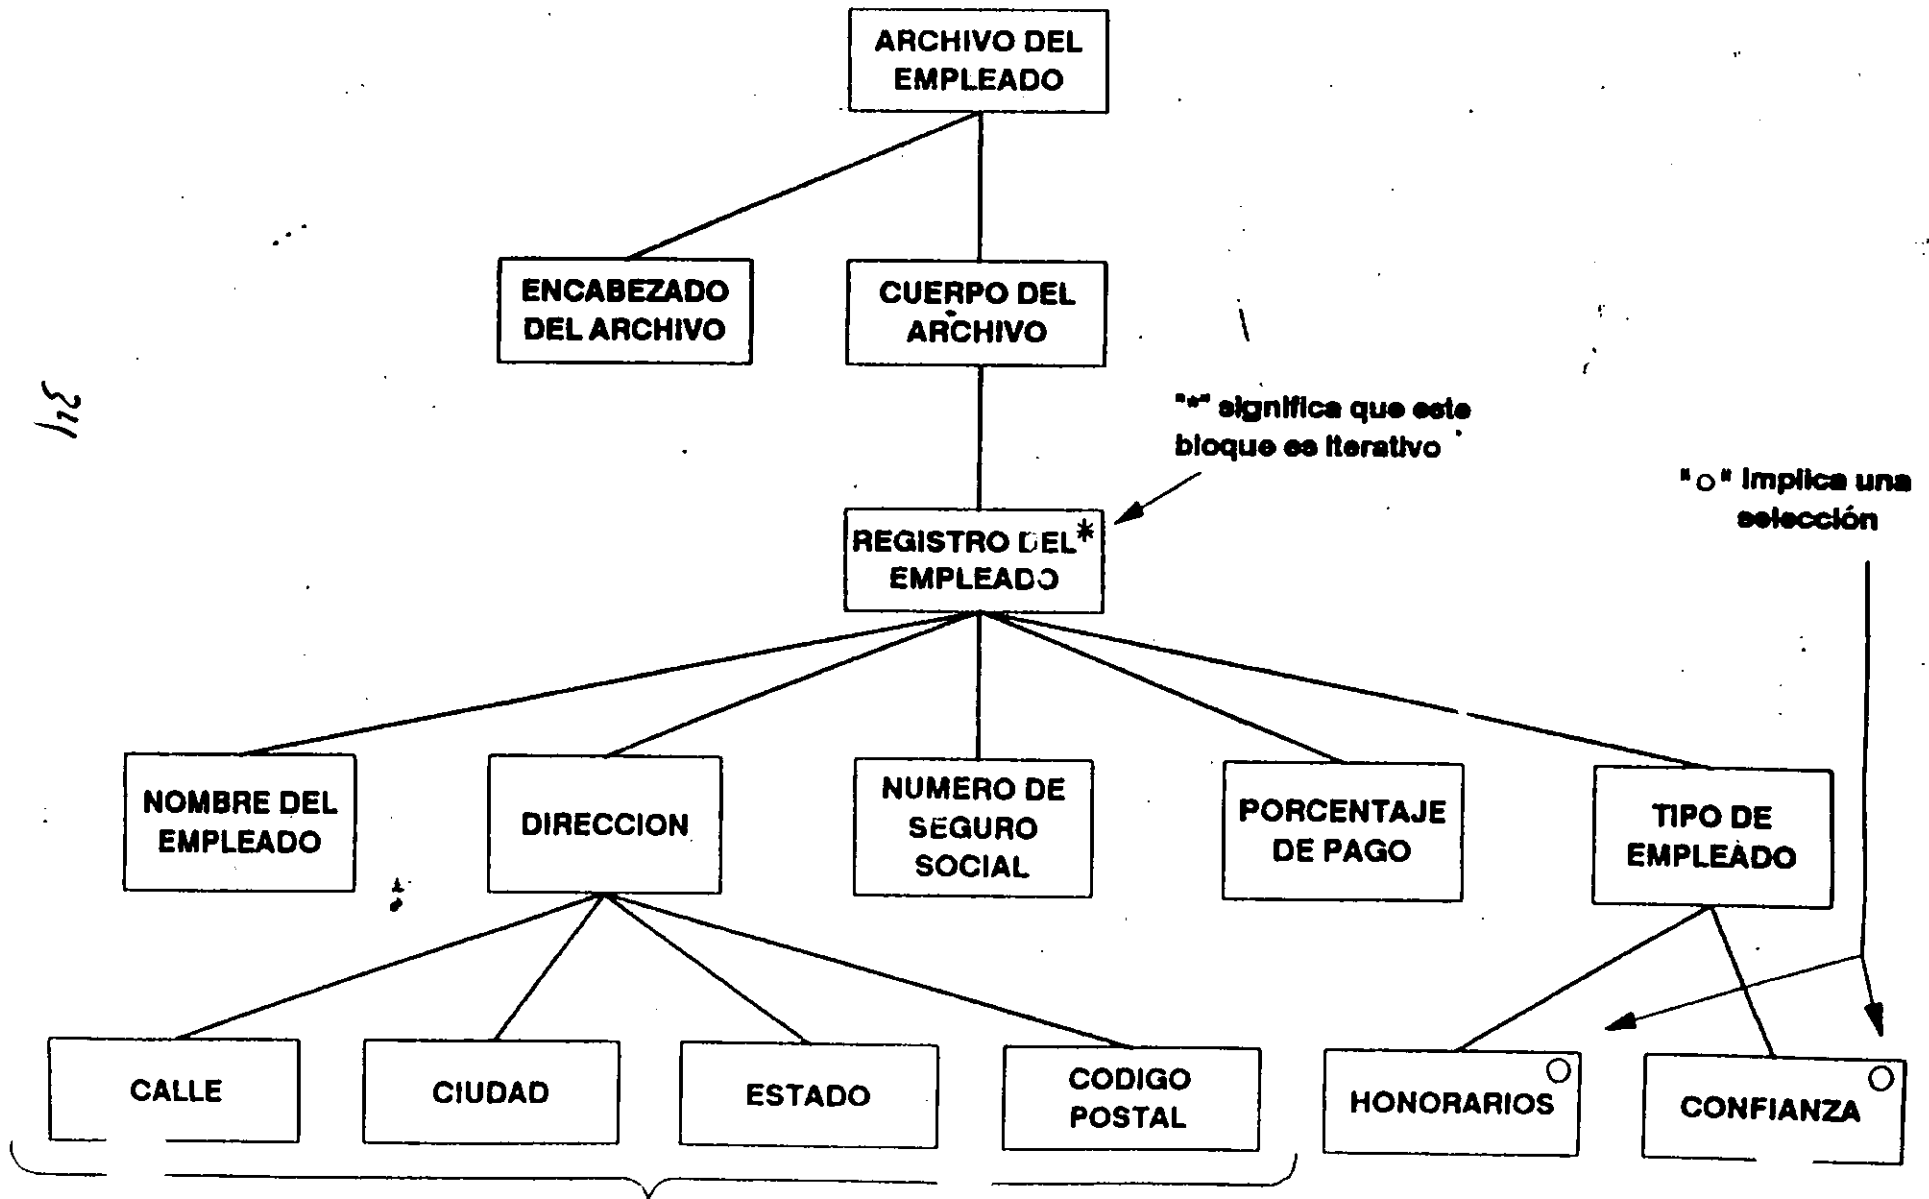 ARCHIVO DEL
EMPLEADO
ENCABEZADO
DEL ARCHIVO
CUERPO DEL
ARCHIVO
34
"*" significa que este
bloque es iterativo
"○" implica una
selección
REGISTRO DEL*
EMPLEADO
NOMBRE DEL
EMPLEADO
DIRECCION
NUMERO DE
SEGURO
SOCIAL
PORCENTAJE
DE PAGO
TIPO DE
EMPLEADO
CALLE
CIUDAD
ESTADO
CODIGO
POSTAL
HONORARIOS ○
CONFIANZA ○